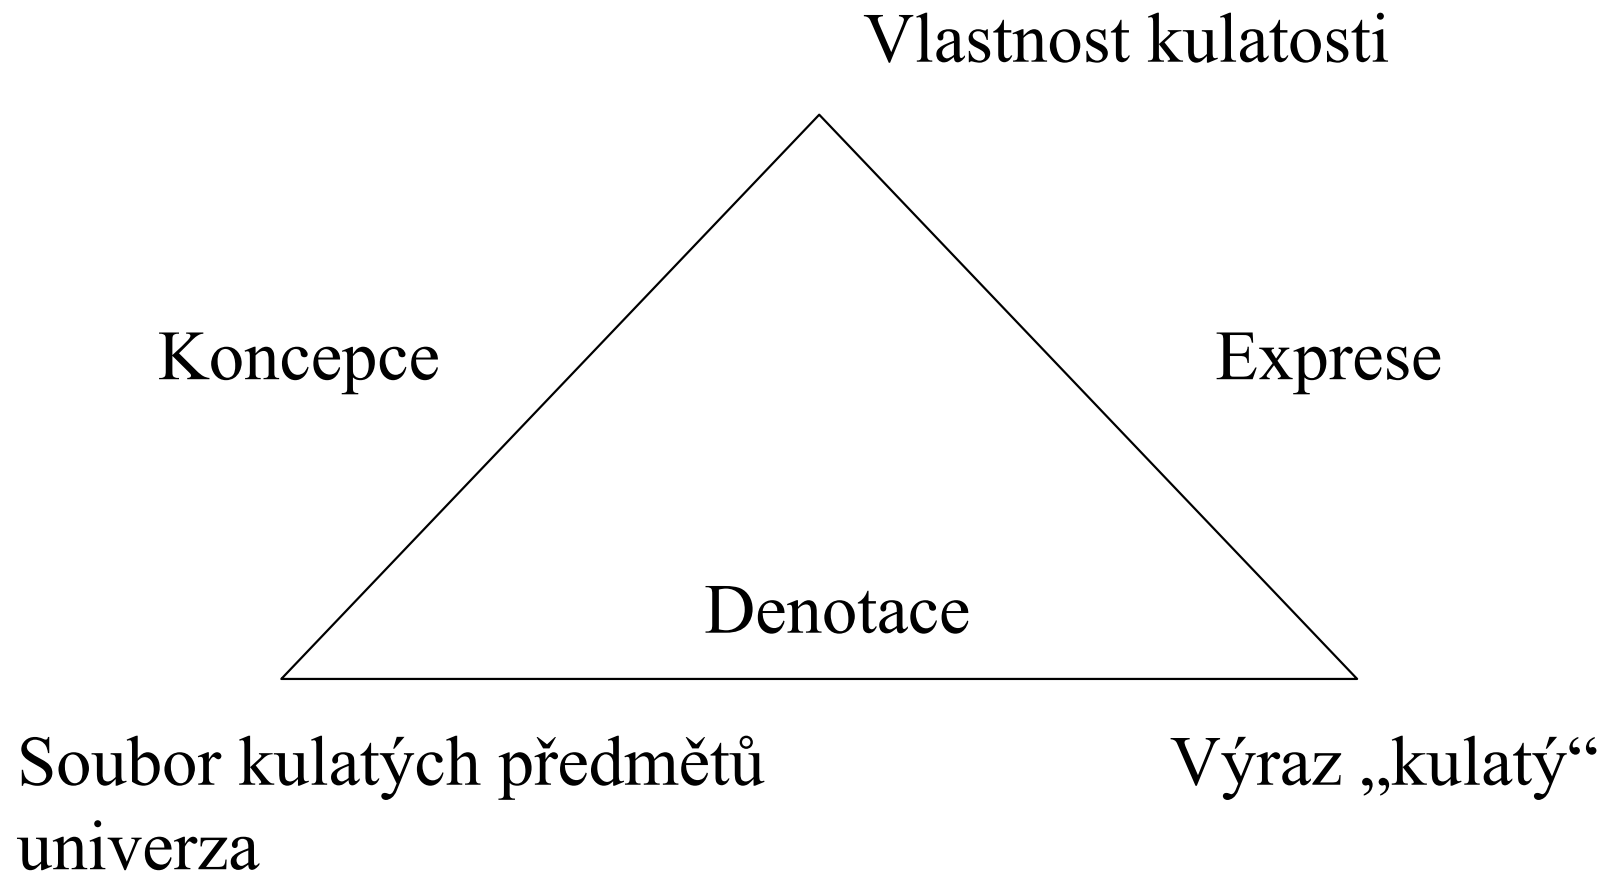 Vlastnost kulatosti
Koncepce
Exprese
Denotace
Soubor kulatých předmětů
univerza
Výraz „kulatý“